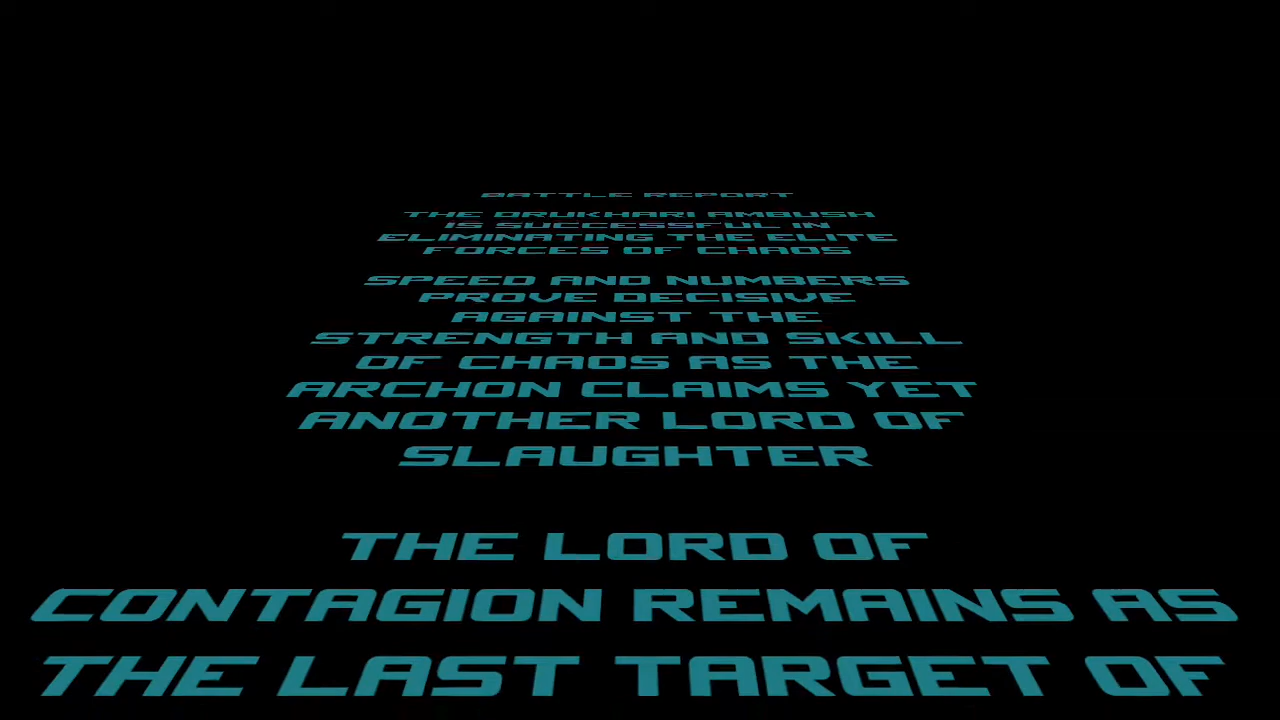 BATTLE REPORT
THE DRUKHARI AMBUSH
IS SUCCESSFUL IN
ELIMINATING THE ELITE
FORCES OF CHAOS
SPEED AND NUMBERS
PROVE DECISIVE
AGAINST THE
STRENGTH AND SKILL
OF CHAOS AS THE
ARCHON CLAIMS YET
ANOTHER LORD OF
SLAUGHTER
THE LORD OF
CONTAGION REMAINS AS
THE LAST TARGET OF